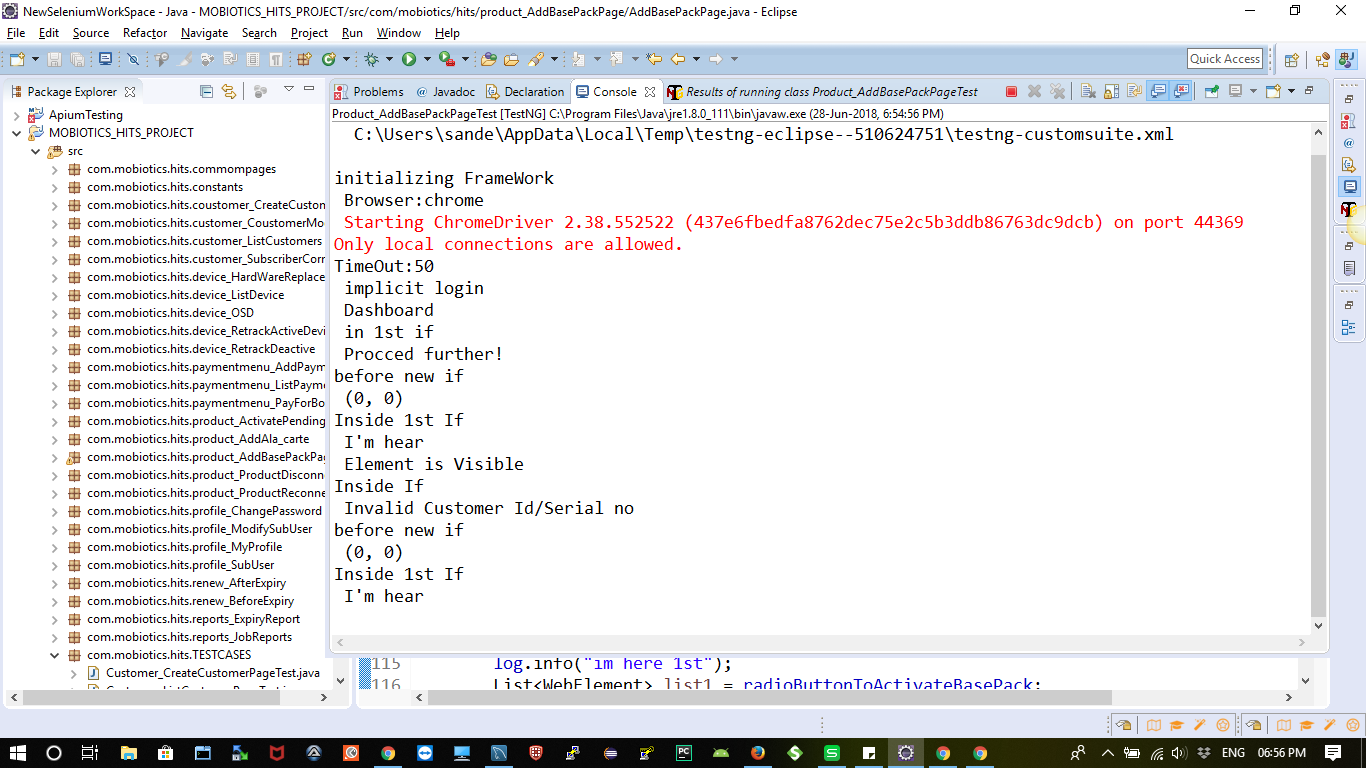 NewSeleniumWorkSpace - Java - MOBIOTICS_HITS_PROJECT/src/com/mobiotics/hits/product_AddBasePackPage/AddBasePackPage.java - Eclipse
File Edit Source Refactor Navigate Search Project Run Window Help
Quick Access
Package Explorer
ApiumTesting
MOBIOTICS_HITS_PROJECT
src
com.mobiotics.hits.commompages
com.mobiotics.hits.constants
com.mobiotics.hits.coustomer_CreateCuston
com.mobiotics.hits.customer_CoustomerMo
com.mobiotics.hits.customer_ListCustomers
com.mobiotics.hits.customer_SubscriberCorr
com.mobiotics.hits.device_HardWareReplace
com.mobiotics.hits.device_ListDevice
com.mobiotics.hits.device_OSD
com.mobiotics.hits.device_RetrackActiveDevi
com.mobiotics.hits.device_RetrackDeactive
com.mobiotics.hits.paymentmenu_AddPaym
com.mobiotics.hits.paymentmenu_ListPaym
com.mobiotics.hits.paymentmenu_PayForBo
com.mobiotics.hits.product_ActivatePending
com.mobiotics.hits.product_AddAla_carte
com.mobiotics.hits.product_AddBasePackPag
com.mobiotics.hits.product_ProductDisconn
com.mobiotics.hits.product_ProductReconne
com.mobiotics.hits.profile_ChangePassword
com.mobiotics.hits.profile_ModifySubUser
com.mobiotics.hits.profile_MyProfile
com.mobiotics.hits.profile_SubUser
com.mobiotics.hits.renew_AfterExpiry
com.mobiotics.hits.renew_BeforeExpiry
com.mobiotics.hits.reports_ExpiryReport
com.mobiotics.hits.reports_JobReports
com.mobiotics.hits.TESTCASES
Customer_CreateCustomerPageTest.java
Problems Javadoc Declaration Console Results of running class Product_AddBasePackPageTest
Product_AddBasePackPageTest [TestNG] C:\Program Files\Java\jre1.8.0_111\bin\javaw.exe (28-Jun-2018, 6:54:56 PM)
C:\Users\sande\AppData\Local\Temp\testng-eclipse--510624751\testng-customsuite.xml
initializing FrameWork
Browser:chrome
Starting ChromeDriver 2.38.552522 (437e6fbedfa8762dec75e2c5b3ddb86763dc9dcb) on port 44369
Only local connections are allowed.
TimeOut:50
implicit login
Dashboard
in 1st if
Procced further!
before new if
(0, 0)
Inside 1st If
I'm hear
Element is Visible
Inside If
Invalid Customer Id/Serial no
before new if
(0, 0)
Inside 1st If
I'm hear
115 log.info("im here 1st");
116 List<WebElement> list1 = radioButtonToActivateBasePack;
ENG 06:56 PM